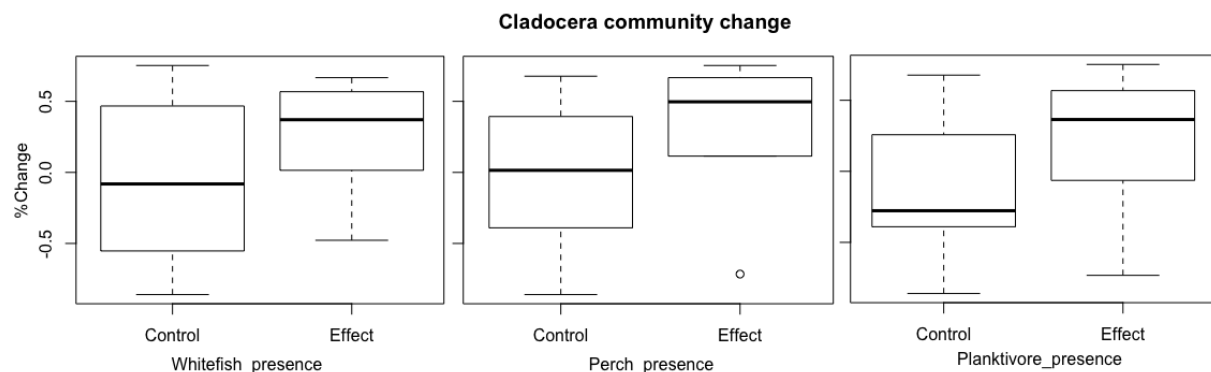 Cladocera community change
%Change
0.5
0.0
-0.5
Control Effect
Whitefish_presence
Control Effect
Perch_presence
Control Effect
Planktivore_presence